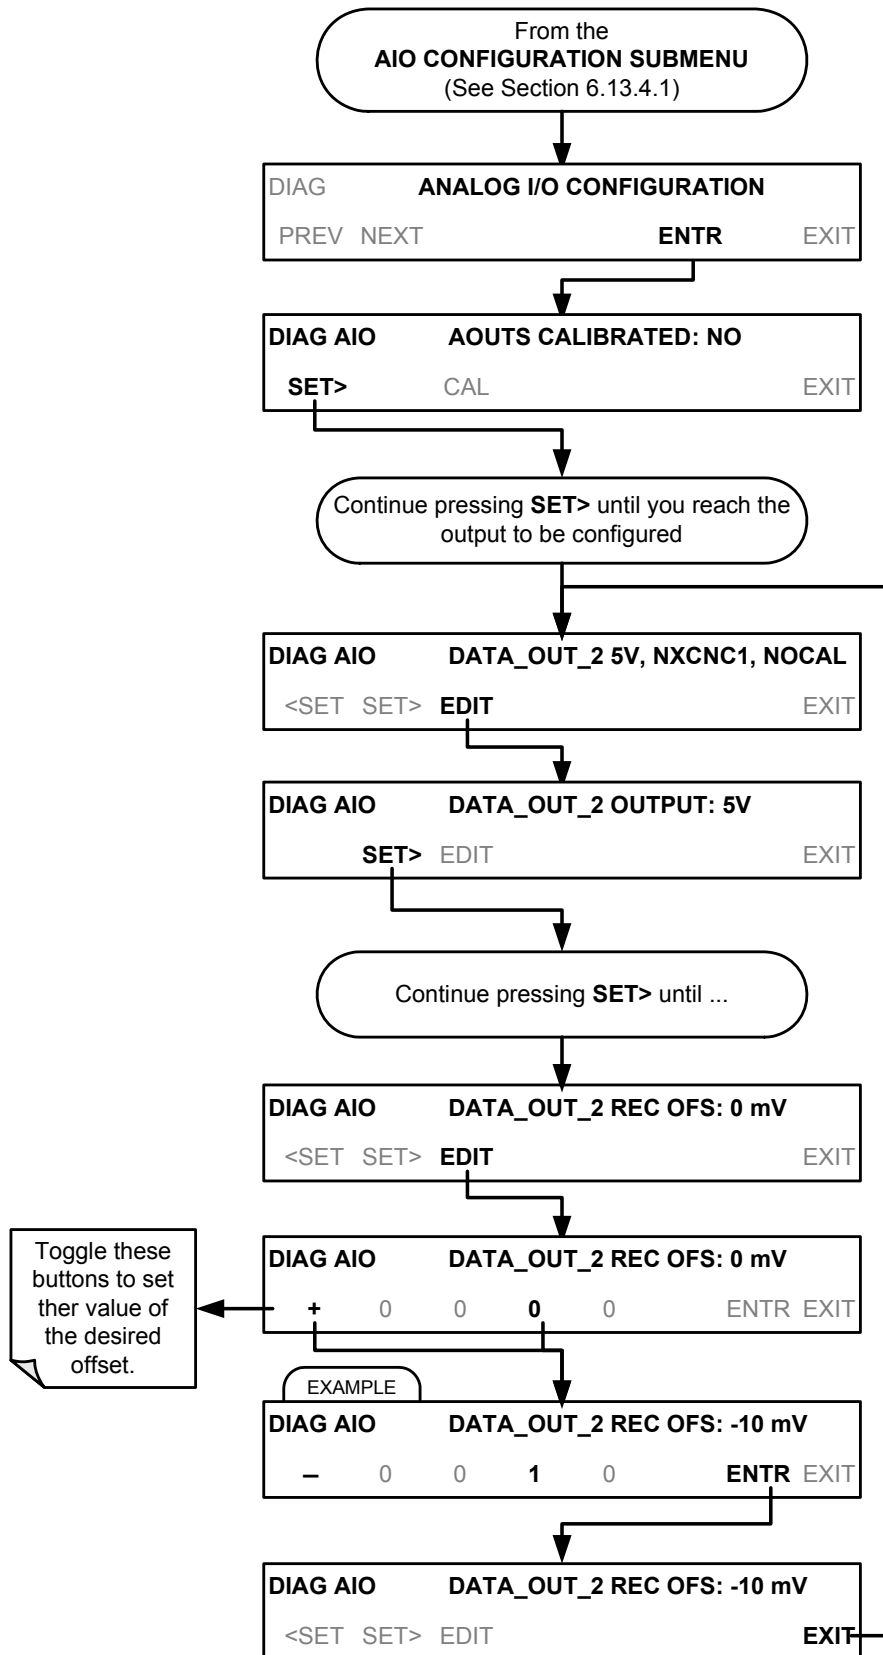 From the
AIO CONFIGURATION SUBMENU
(See Section 6.13.4.1)
DIAG ANALOG I/O CONFIGURATION
PREV NEXT ENTR EXIT
DIAG AIO AOUTS CALIBRATED: NO
SET> CAL EXIT
Continue pressing SET> until you reach the
output to be configured
DIAG AIO DATA_OUT_2 5V, NXCNC1, NOCAL
<SET SET> EDIT EXIT
DIAG AIO DATA_OUT_2 OUTPUT: 5V
SET> EDIT EXIT
Continue pressing SET> until ...
DIAG AIO DATA_OUT_2 REC OFS: 0 mV
<SET SET> EDIT EXIT
Toggle these
buttons to set
ther value of
the desired
offset.
DIAG AIO DATA_OUT_2 REC OFS: 0 mV
+ 0 0 0 0 ENTR EXIT
EXAMPLE
DIAG AIO DATA_OUT_2 REC OFS: -10 mV
– 0 0 1 0 ENTR EXIT
DIAG AIO DATA_OUT_2 REC OFS: -10 mV
<SET SET> EDIT EXIT